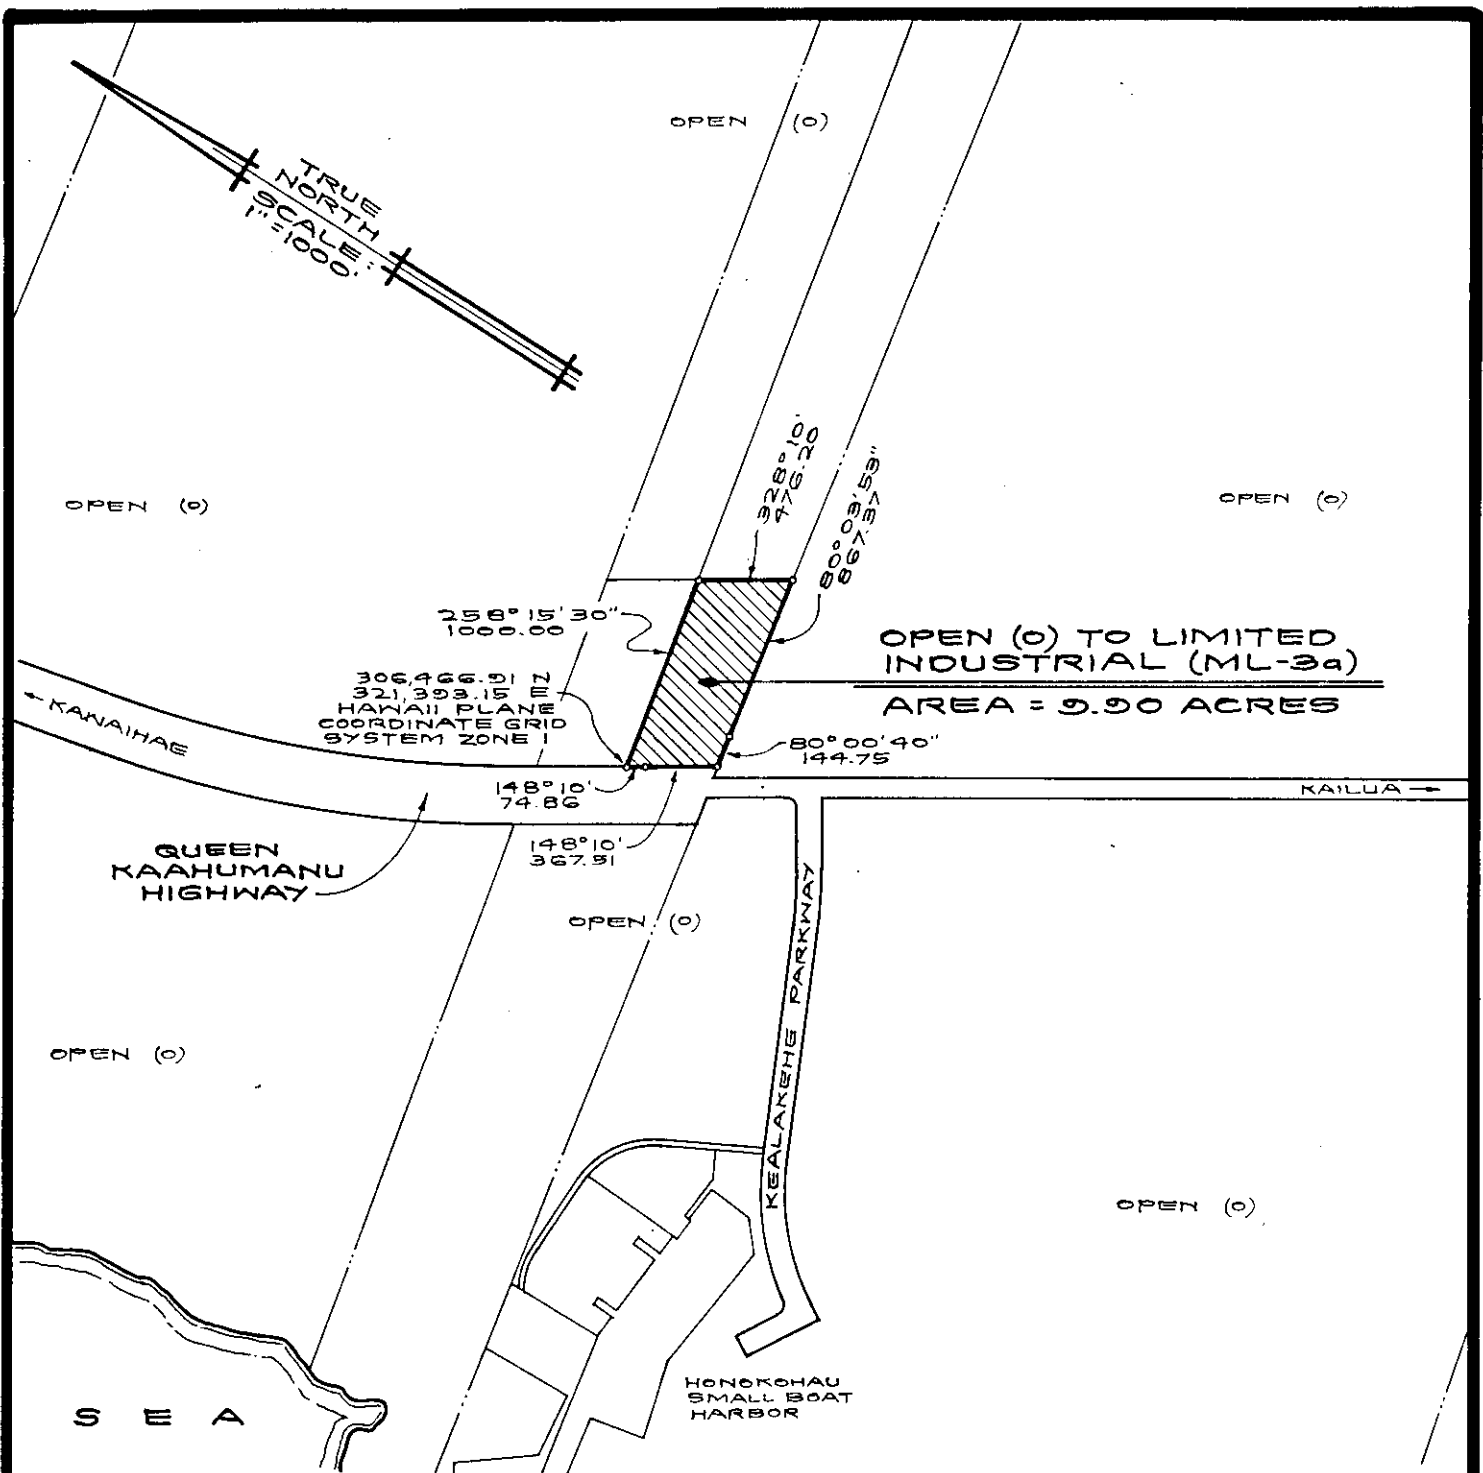 OPEN (O)
TRUE
NORTH
SCALE:
1"=1000'
328°10'
476.20
80°03'53"
867.37
OPEN (O)
OPEN (O)
258°15'30"
1000.00
OPEN (O) TO LIMITED
INDUSTRIAL (ML-3a)
AREA = 9.90 ACRES
306,466.91 N
321,393.15 E
HAWAII PLANE
COORDINATE GRID
SYSTEM ZONE 1
← KAWAIHAE
80°00'40"
144.75
148°10'
74.86
KAILUA →
148°10'
367.91
QUEEN
KAAHUMANU
HIGHWAY
OPEN (O)
KEALAKEHE PARKWAY
OPEN (O)
OPEN (O)
HONOKOHAU
SMALL BOAT
HARBOR
SEA